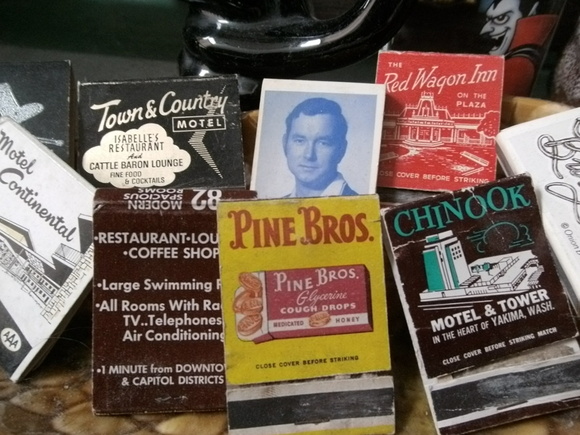 Town & Country
MOTEL
ISABELLE'S
RESTAURANT
And
CATTLE BARON LOUNGE
FINE FOOD
& COCKTAILS
THE
Red Wagon Inn
ON THE
PLAZA
CLOSE COVER BEFORE STRIKING
Motel
Continental
AAA
82
ROOMS
SPACIOUS
MODERN
•RESTAURANT•LOU
•COFFEE SHOP
•Large Swimming P
•All Rooms With Ra
TV..Telephones
Air Conditioning
•1 MINUTE from DOWNTO
& CAPITOL DISTRICTS
PINE BROS.
PINE BROS.
Glycerine
COUGH DROPS
MEDICATED HONEY
CLOSE COVER BEFORE STRIKING
CHINOOK
MOTEL & TOWER
IN THE HEART OF YAKIMA, WASH.
CLOSE COVER BEFORE STRIKING MATCH